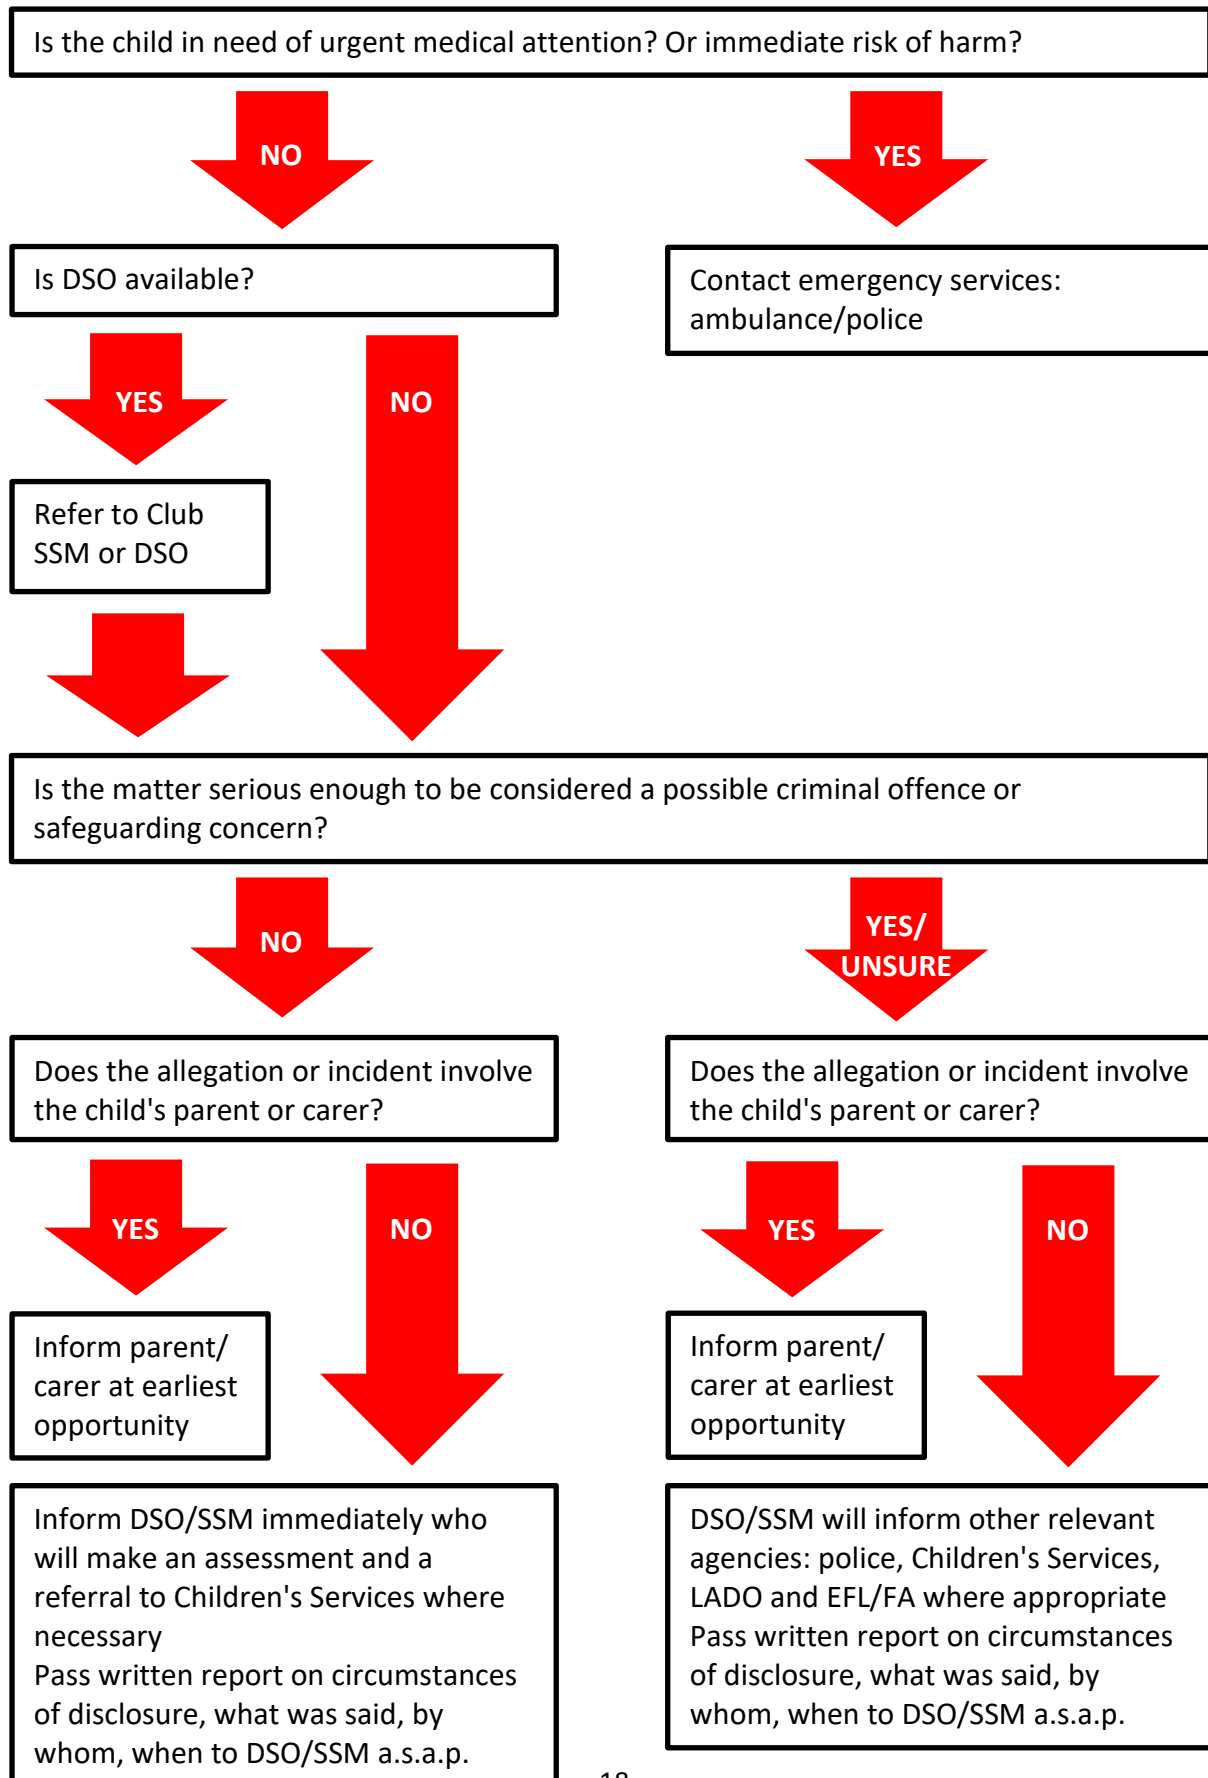 Is the child in need of urgent medical attention? Or immediate risk of harm?
NO
YES
Is DSO available?
Contact emergency services:
ambulance/police
YES
NO
Refer to Club
SSM or DSO
Is the matter serious enough to be considered a possible criminal offence or
safeguarding concern?
NO
YES/
UNSURE
Does the allegation or incident involve
the child's parent or carer?
Does the allegation or incident involve
the child's parent or carer?
YES
NO
YES
NO
Inform parent/
carer at earliest
opportunity
Inform parent/
carer at earliest
opportunity
Inform DSO/SSM immediately who
will make an assessment and a
referral to Children's Services where
necessary
Pass written report on circumstances
of disclosure, what was said, by
whom, when to DSO/SSM a.s.a.p.
DSO/SSM will inform other relevant
agencies: police, Children's Services,
LADO and EFL/FA where appropriate
Pass written report on circumstances
of disclosure, what was said, by
whom, when to DSO/SSM a.s.a.p.
18